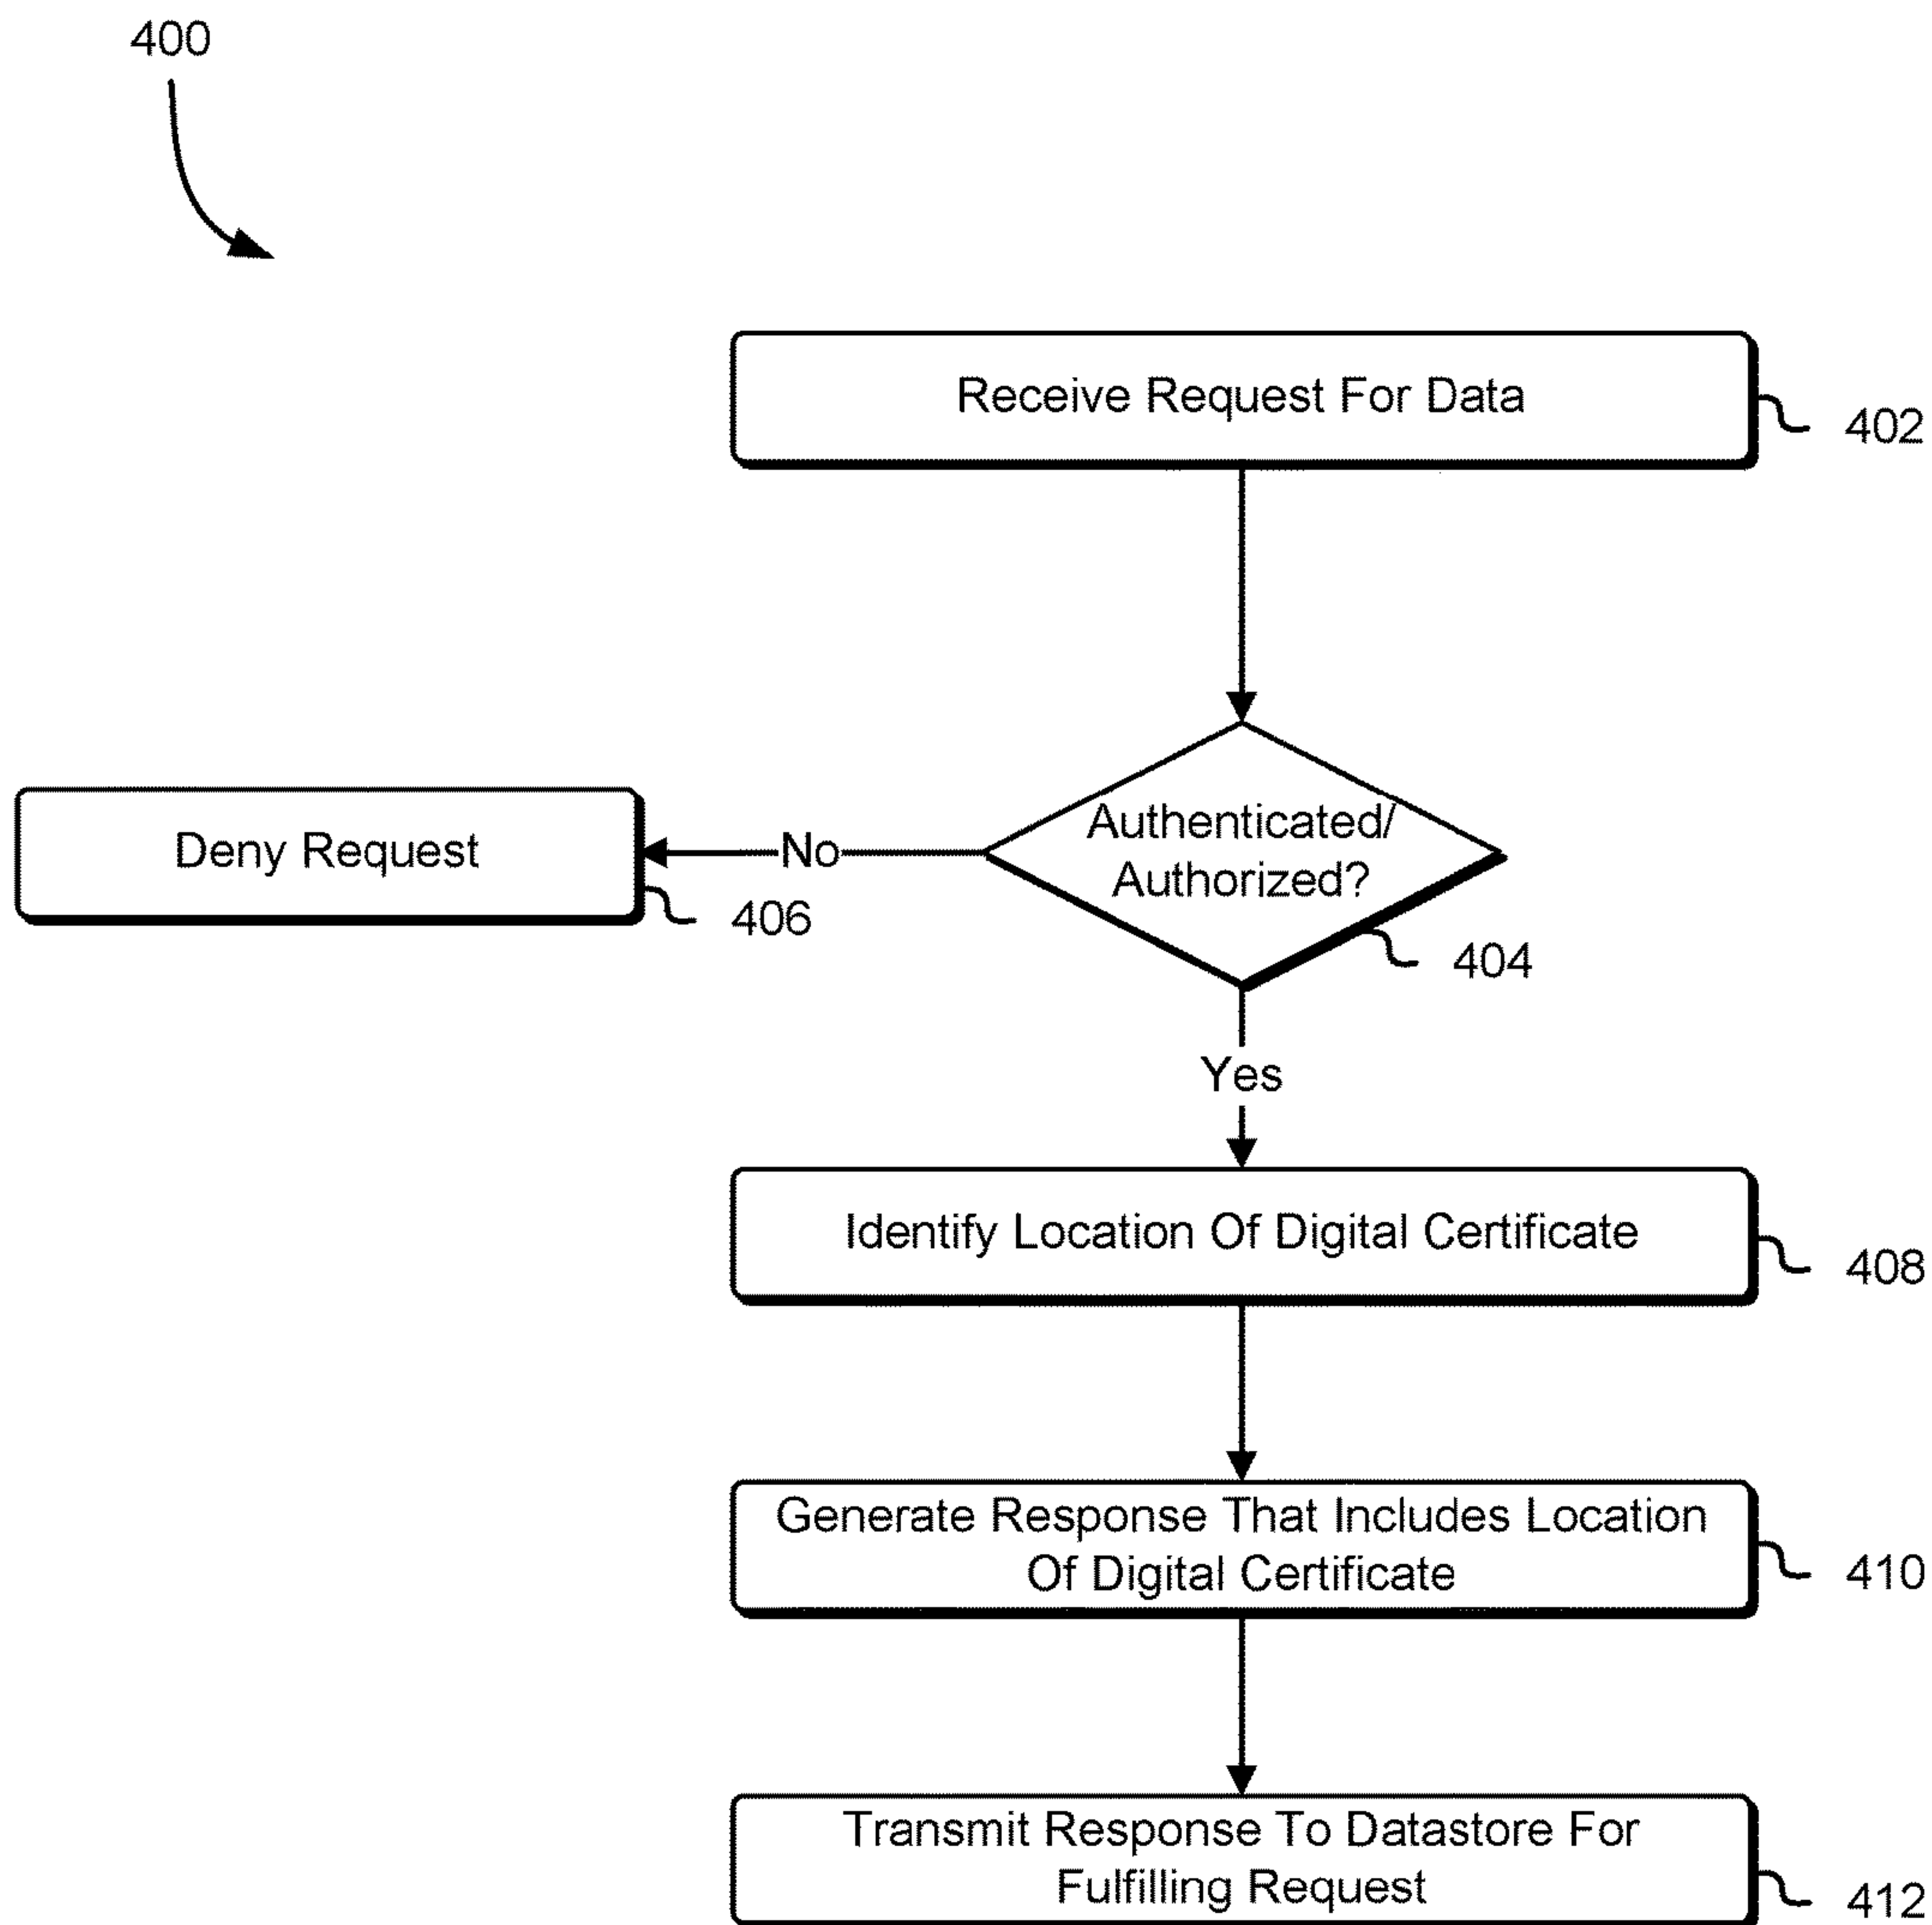 400
Receive Request For Data
402
Authenticated/
Authorized?
404
No
Deny Request
406
Yes
Identify Location Of Digital Certificate
408
Generate Response That Includes Location
Of Digital Certificate
410
Transmit Response To Datastore For
Fulfilling Request
412